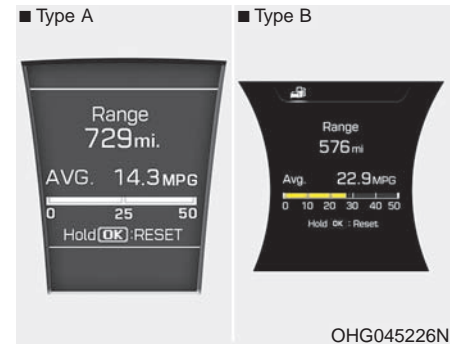 ■ Type A
Range
729mi.
AVG. 14.3MPG
0 25 50
Hold OK :RESET
■ Type B
Range
576mi
Avg. 22.9MPG
0 10 20 30 40 50
Hold OK : Reset
OHG045226N